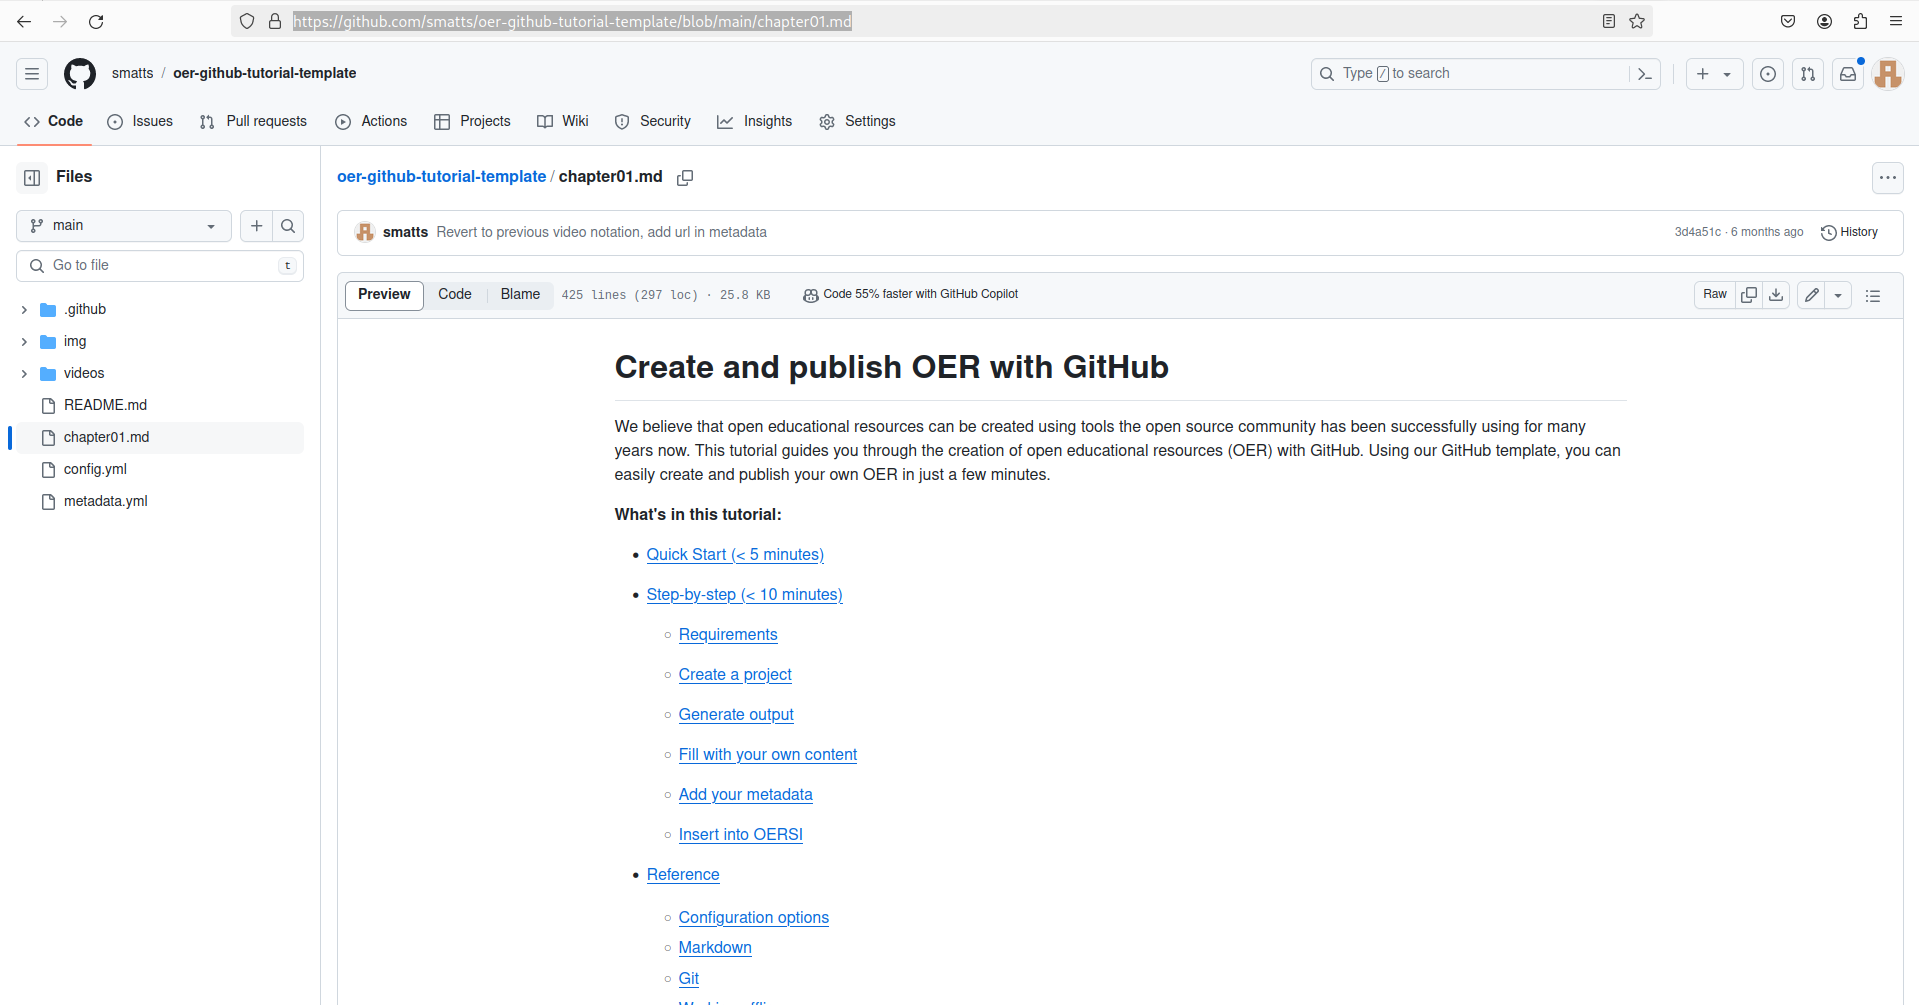 https://github.com/smatts/oer-github-tutorial-template/blob/main/chapter01.md
smatts / oer-github-tutorial-template
Type / to search
Code
Issues
Pull requests
Actions
Projects
Wiki
Security
Insights
Settings
Files
main
Go to file
t
.github
img
videos
README.md
chapter01.md
config.yml
metadata.yml
oer-github-tutorial-template / chapter01.md
smatts Revert to previous video notation, add url in metadata
3d4a51c · 6 months ago
History
Preview
Code
Blame
425 lines (297 loc) · 25.8 KB
Code 55% faster with GitHub Copilot
Raw
Create and publish OER with GitHub
We believe that open educational resources can be created using tools the open source community has been successfully using for many
years now. This tutorial guides you through the creation of open educational resources (OER) with GitHub. Using our GitHub template, you can
easily create and publish your own OER in just a few minutes.
What's in this tutorial:
• Quick Start (< 5 minutes)
• Step-by-step (< 10 minutes)
○ Requirements
○ Create a project
○ Generate output
○ Fill with your own content
○ Add your metadata
○ Insert into OERSI
• Reference
○ Configuration options
○ Markdown
○ Git